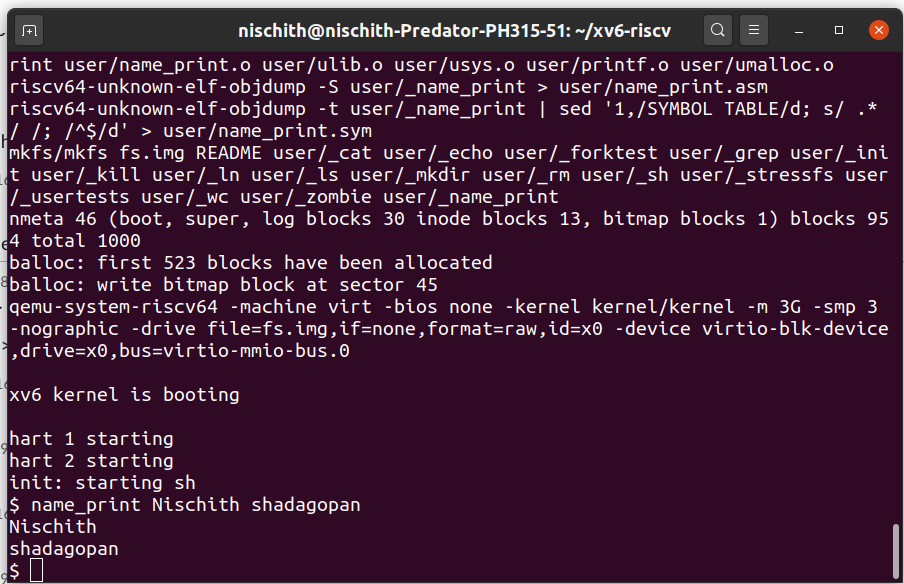 nischith@nischith-Predator-PH315-51: ~/xv6-riscv
rint user/name_print.o user/ulib.o user/usys.o user/printf.o user/umalloc.o
riscv64-unknown-elf-objdump -S user/_name_print > user/name_print.asm
riscv64-unknown-elf-objdump -t user/_name_print | sed '1,/SYMBOL TABLE/d; s/ .*
/ /; /^$/d' > user/name_print.sym
mkfs/mkfs fs.img README user/_cat user/_echo user/_forktest user/_grep user/_ini
t user/_kill user/_ln user/_ls user/_mkdir user/_rm user/_sh user/_stressfs user
/_usertests user/_wc user/_zombie user/_name_print
nmeta 46 (boot, super, log blocks 30 inode blocks 13, bitmap blocks 1) blocks 95
4 total 1000
balloc: first 523 blocks have been allocated
balloc: write bitmap block at sector 45
qemu-system-riscv64 -machine virt -bios none -kernel kernel/kernel -m 3G -smp 3
-nographic -drive file=fs.img,if=none,format=raw,id=x0 -device virtio-blk-device
,drive=x0,bus=virtio-mmio-bus.0
xv6 kernel is booting
hart 1 starting
hart 2 starting
init: starting sh
$ name_print Nischith shadagopan
Nischith
shadagopan
$